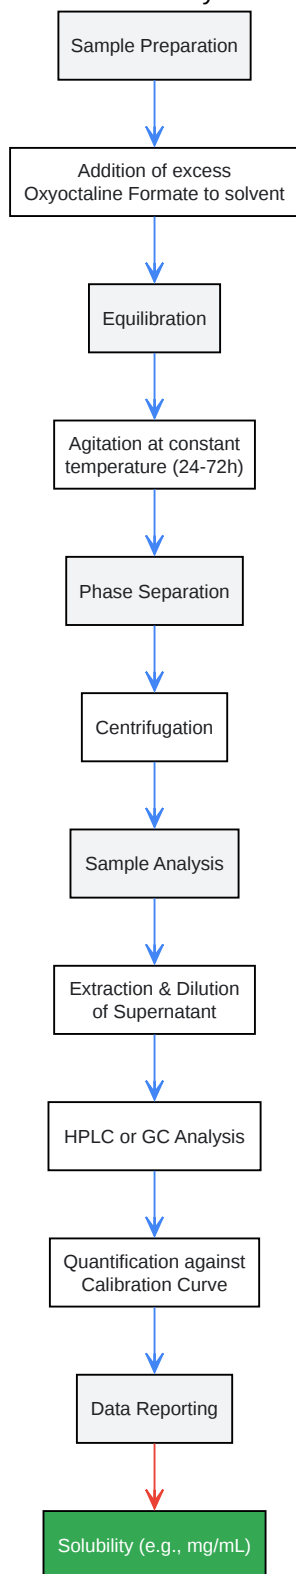 Sample Preparation
Addition of excess
Oxyoctaline Formate to solvent
Equilibration
Agitation at constant
temperature (24-72h)
Phase Separation
Centrifugation
Sample Analysis
Extraction & Dilution
of Supernatant
HPLC or GC Analysis
Quantification against
Calibration Curve
Data Reporting
Solubility (e.g., mg/mL)